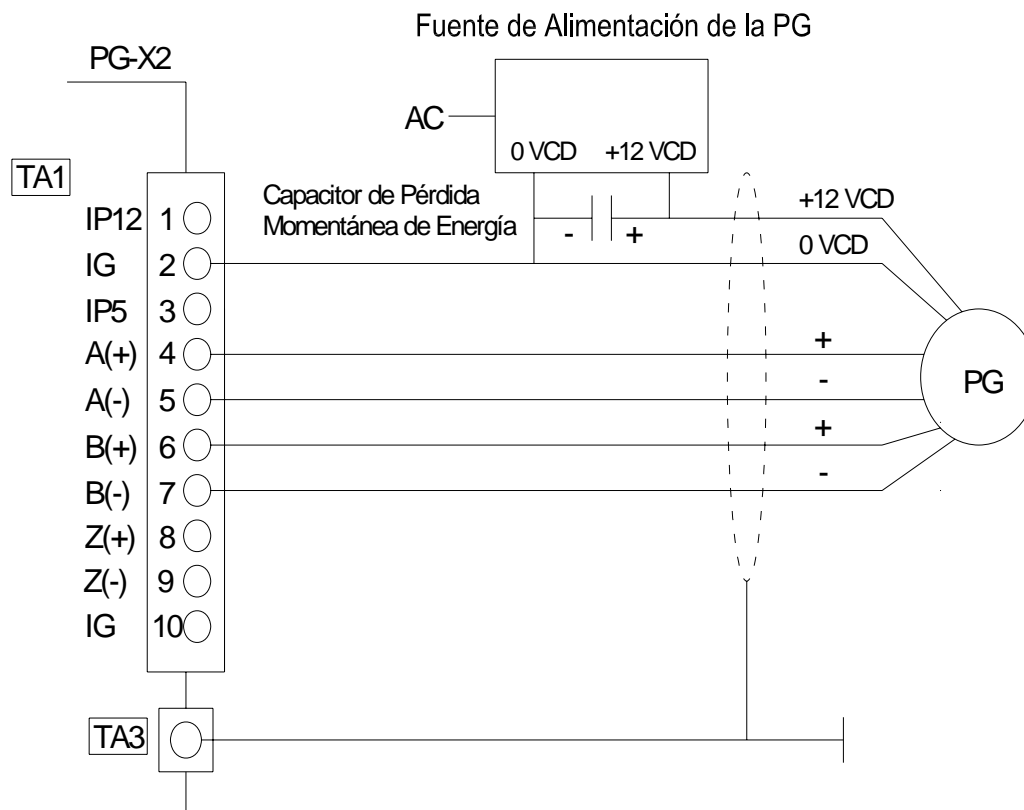 Fuente de Alimentación de la PG
PG-X2
AC
0 VCD +12 VCD
TA1
Capacitor de Pérdida
Momentánea de Energía
- +
+12 VCD
0 VCD
IP12 1
IG 2
IP5 3
A(+) 4
A(-) 5
B(+) 6
B(-) 7
Z(+) 8
Z(-) 9
IG 10
+
-
+
-
PG
TA3